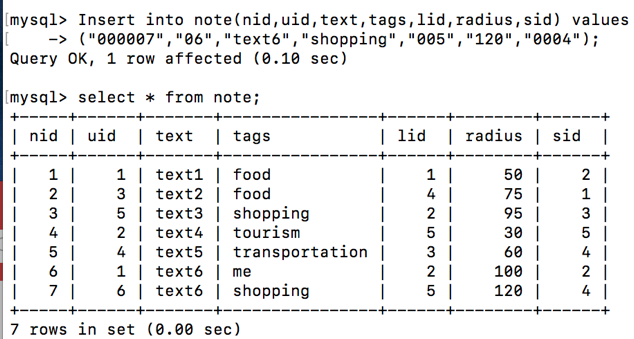 [mysql> Insert into note(nid,uid,text,tags,lid,radius,sid) values
[    -> ("000007","06","text6","shopping","005","120","0004");
Query OK, 1 row affected (0.10 sec)

[mysql> select * from note;
+-----+-----+-------+----------------+-----+--------+-----+
| nid | uid | text  | tags           | lid | radius | sid |
+-----+-----+-------+----------------+-----+--------+-----+
|   1 |   1 | text1 | food           |   1 |     50 |   2 |
|   2 |   3 | text2 | food           |   4 |     75 |   1 |
|   3 |   5 | text3 | shopping       |   2 |     95 |   3 |
|   4 |   2 | text4 | tourism        |   5 |     30 |   5 |
|   5 |   4 | text5 | transportation |   3 |     60 |   4 |
|   6 |   1 | text6 | me             |   2 |    100 |   2 |
|   7 |   6 | text6 | shopping       |   5 |    120 |   4 |
+-----+-----+-------+----------------+-----+--------+-----+
7 rows in set (0.00 sec)